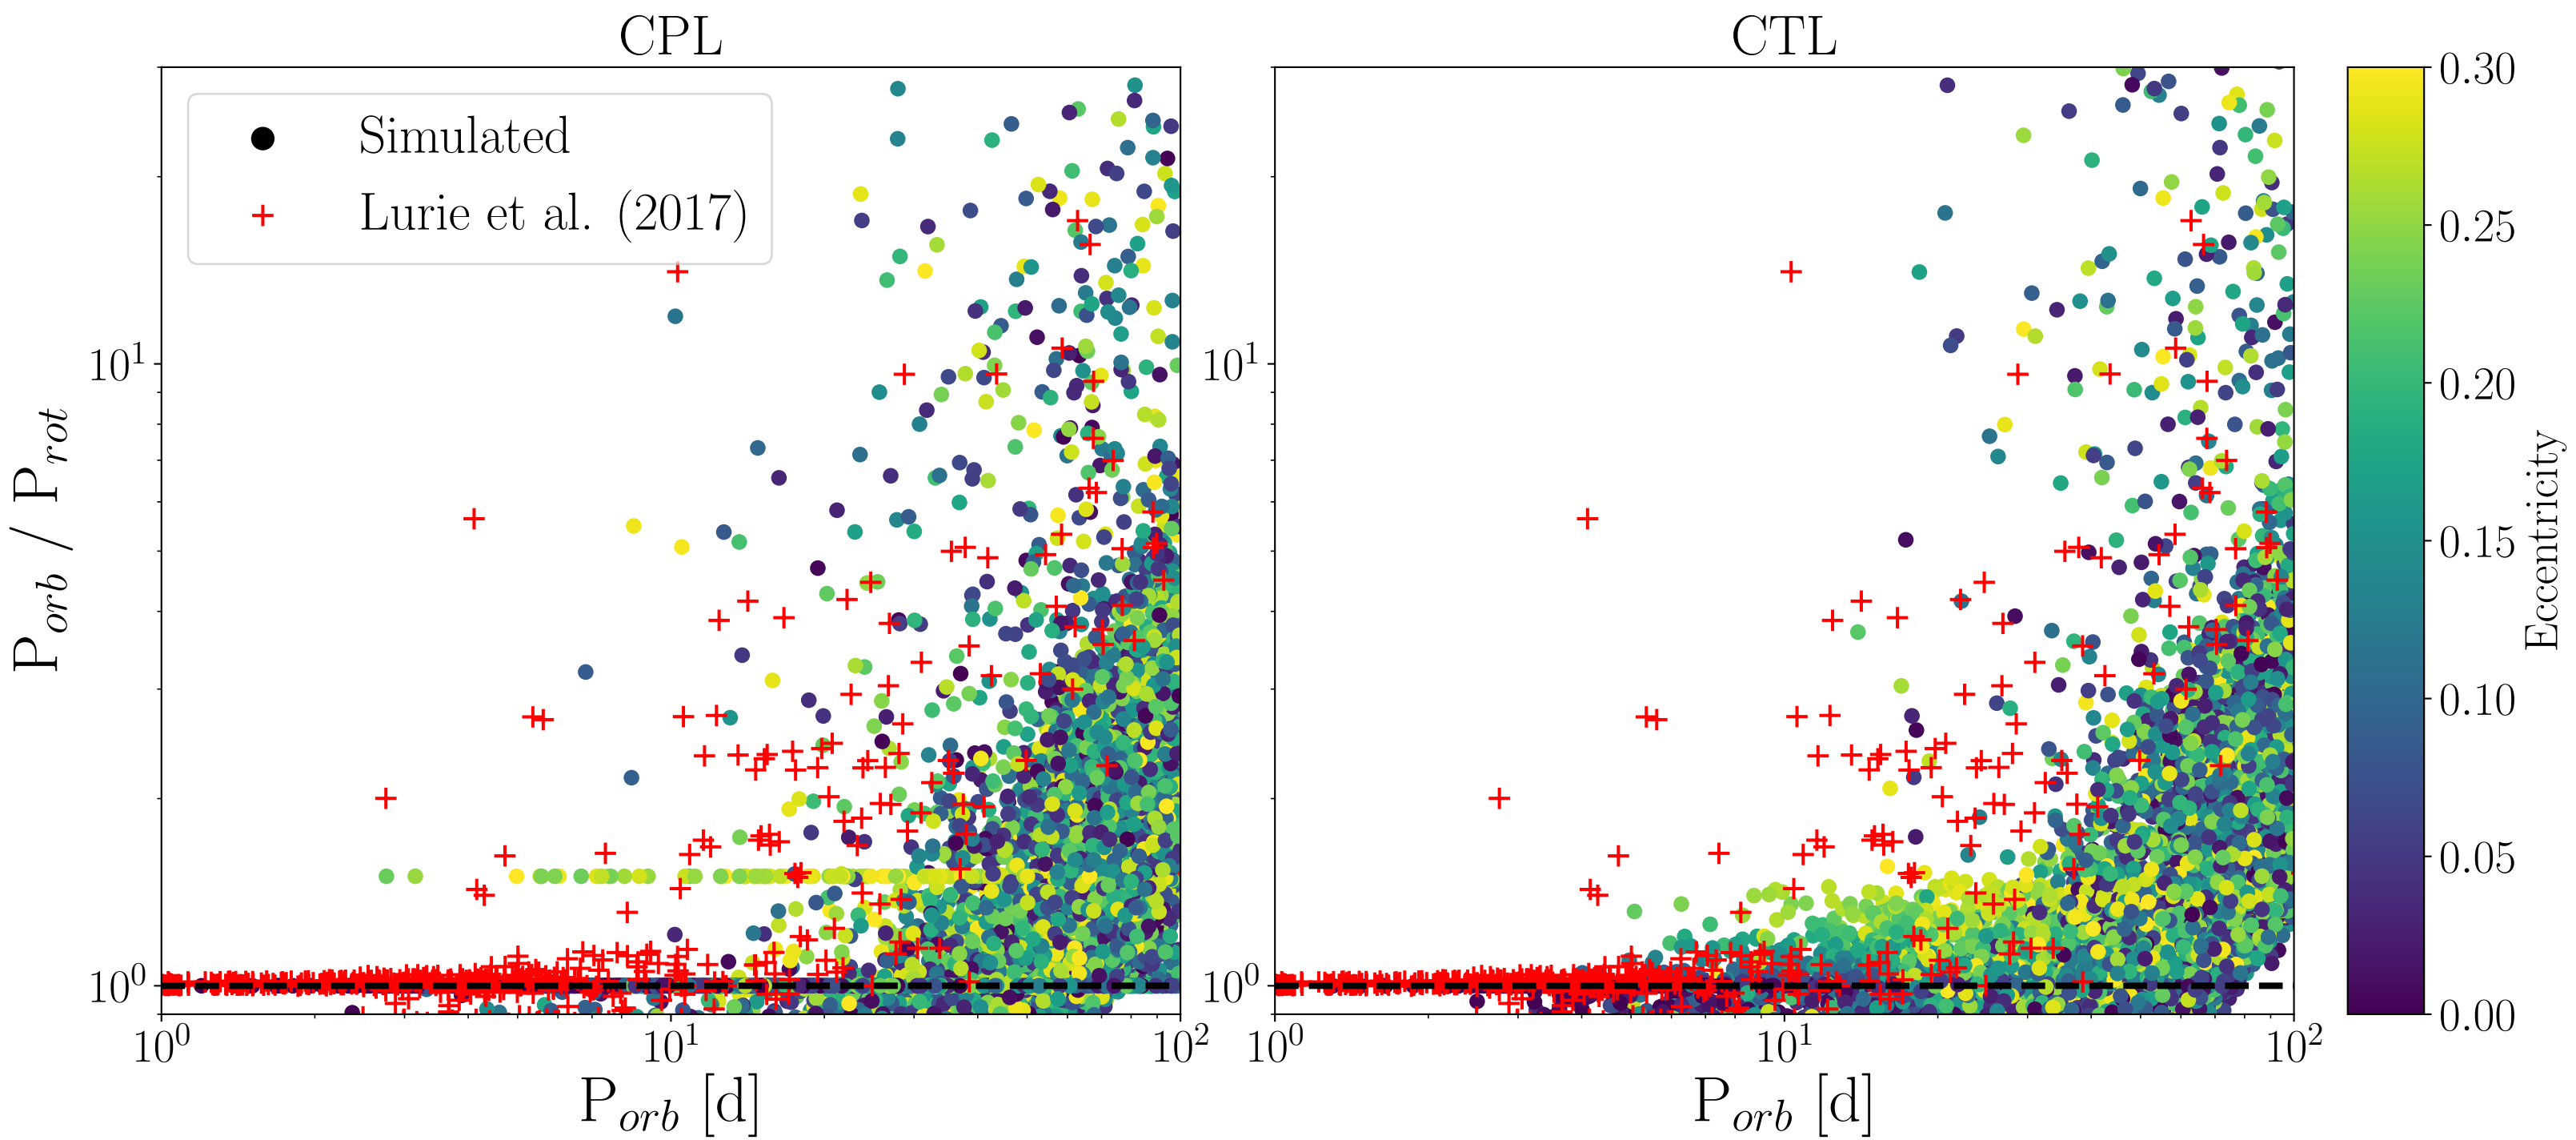 CPL
CTL
Simulated
Lurie et al. (2017)
P_orb / P_rot
10^1
10^0
10^0
10^1
10^2
P_orb [d]
10^1
10^0
10^0
10^1
10^2
P_orb [d]
0.30
0.25
0.20
0.15
0.10
0.05
0.00
Eccentricity